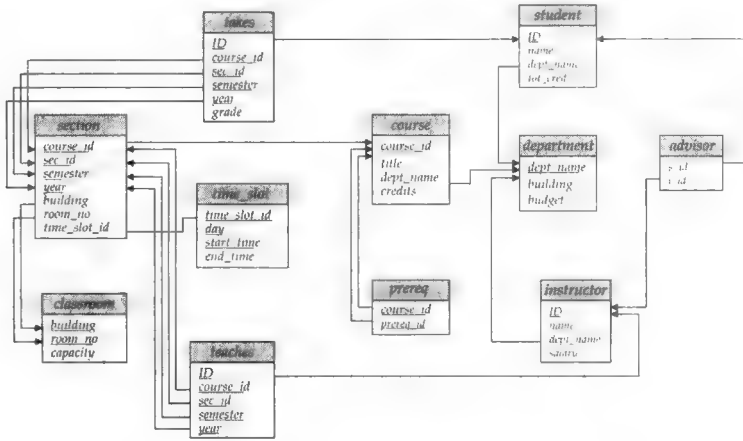 takes
ID
course_id
sec_id
semester
year
grade
student
ID
name
dept_name
tot_cred
section
course_id
sec_id
semester
year
building
room_no
time_slot_id
course
course_id
title
dept_name
credits
department
dept_name
building
budget
advisor
s_id
i_id
time_slot
time_slot_id
day
start_time
end_time
prereq
course_id
prereq_id
instructor
ID
name
dept_name
salary
classroom
building
room_no
capacity
teaches
ID
course_id
sec_id
semester
year